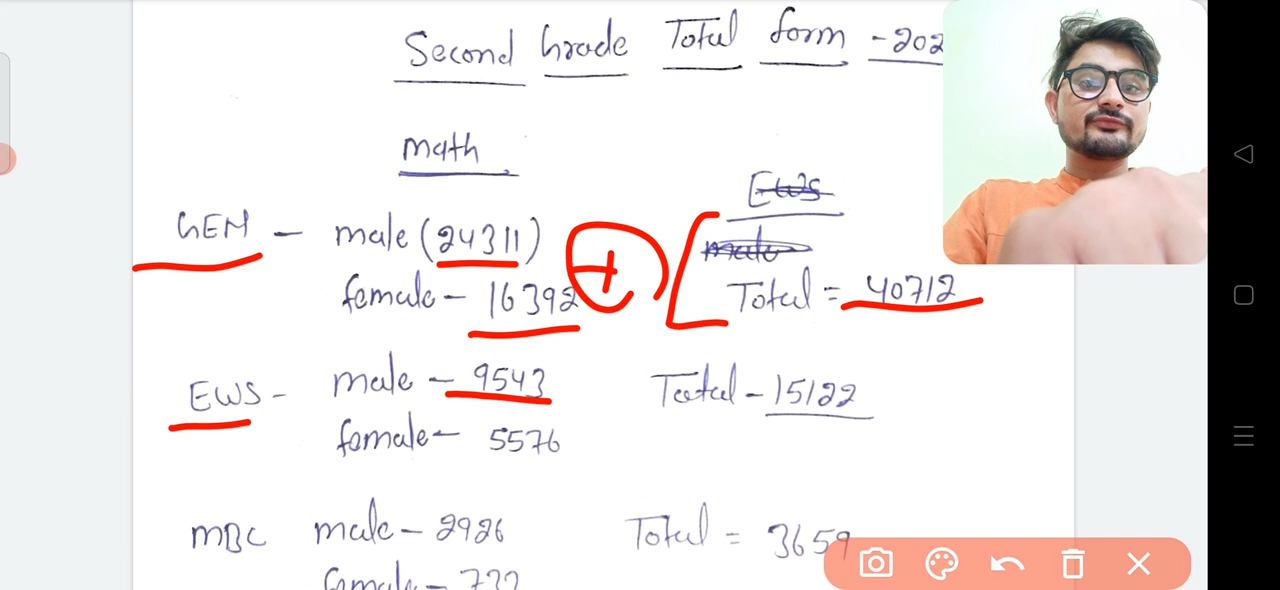 Second Grade Total form - 202
Math
GEN - male (24311)
female - 16392
+
EWS
male
Total = 40712
EWS - male - 9543
female - 5576
Total - 15122
MBC male - 2926
Total = 3659
female -